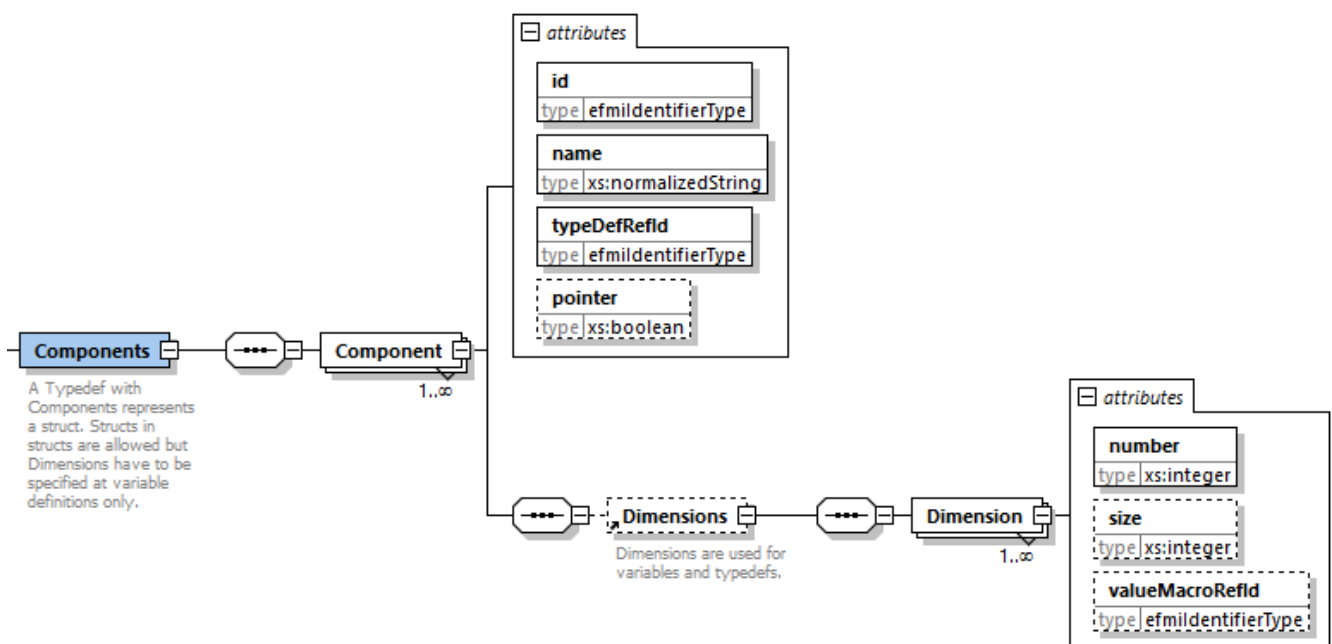 attributes
id
type efmiIdentifierType
name
type xs:normalizedString
typeDefRefId
type efmiIdentifierType
pointer
type xs:boolean
Components
Component
1..∞
A Typedef with
Components represents
a struct. Structs in
structs are allowed but
Dimensions have to be
specified at variable
definitions only.
attributes
number
type xs:integer
size
type xs:integer
valueMacroRefId
type efmiIdentifierType
Dimensions
Dimension
1..∞
Dimensions are used for
variables and typedefs.